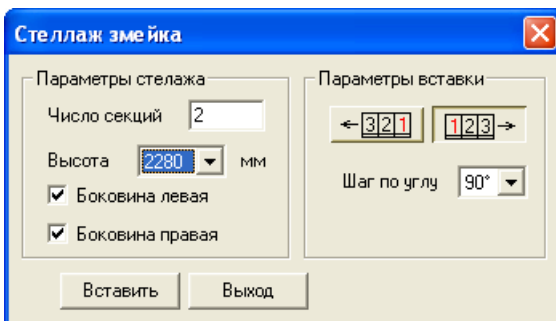 Стеллаж змейка
Параметры стелажа
Число секций 2
Высота 2280 мм
Боковина левая
Боковина правая
Параметры вставки
←321 123→
Шаг по углу 90°
Вставить Выход